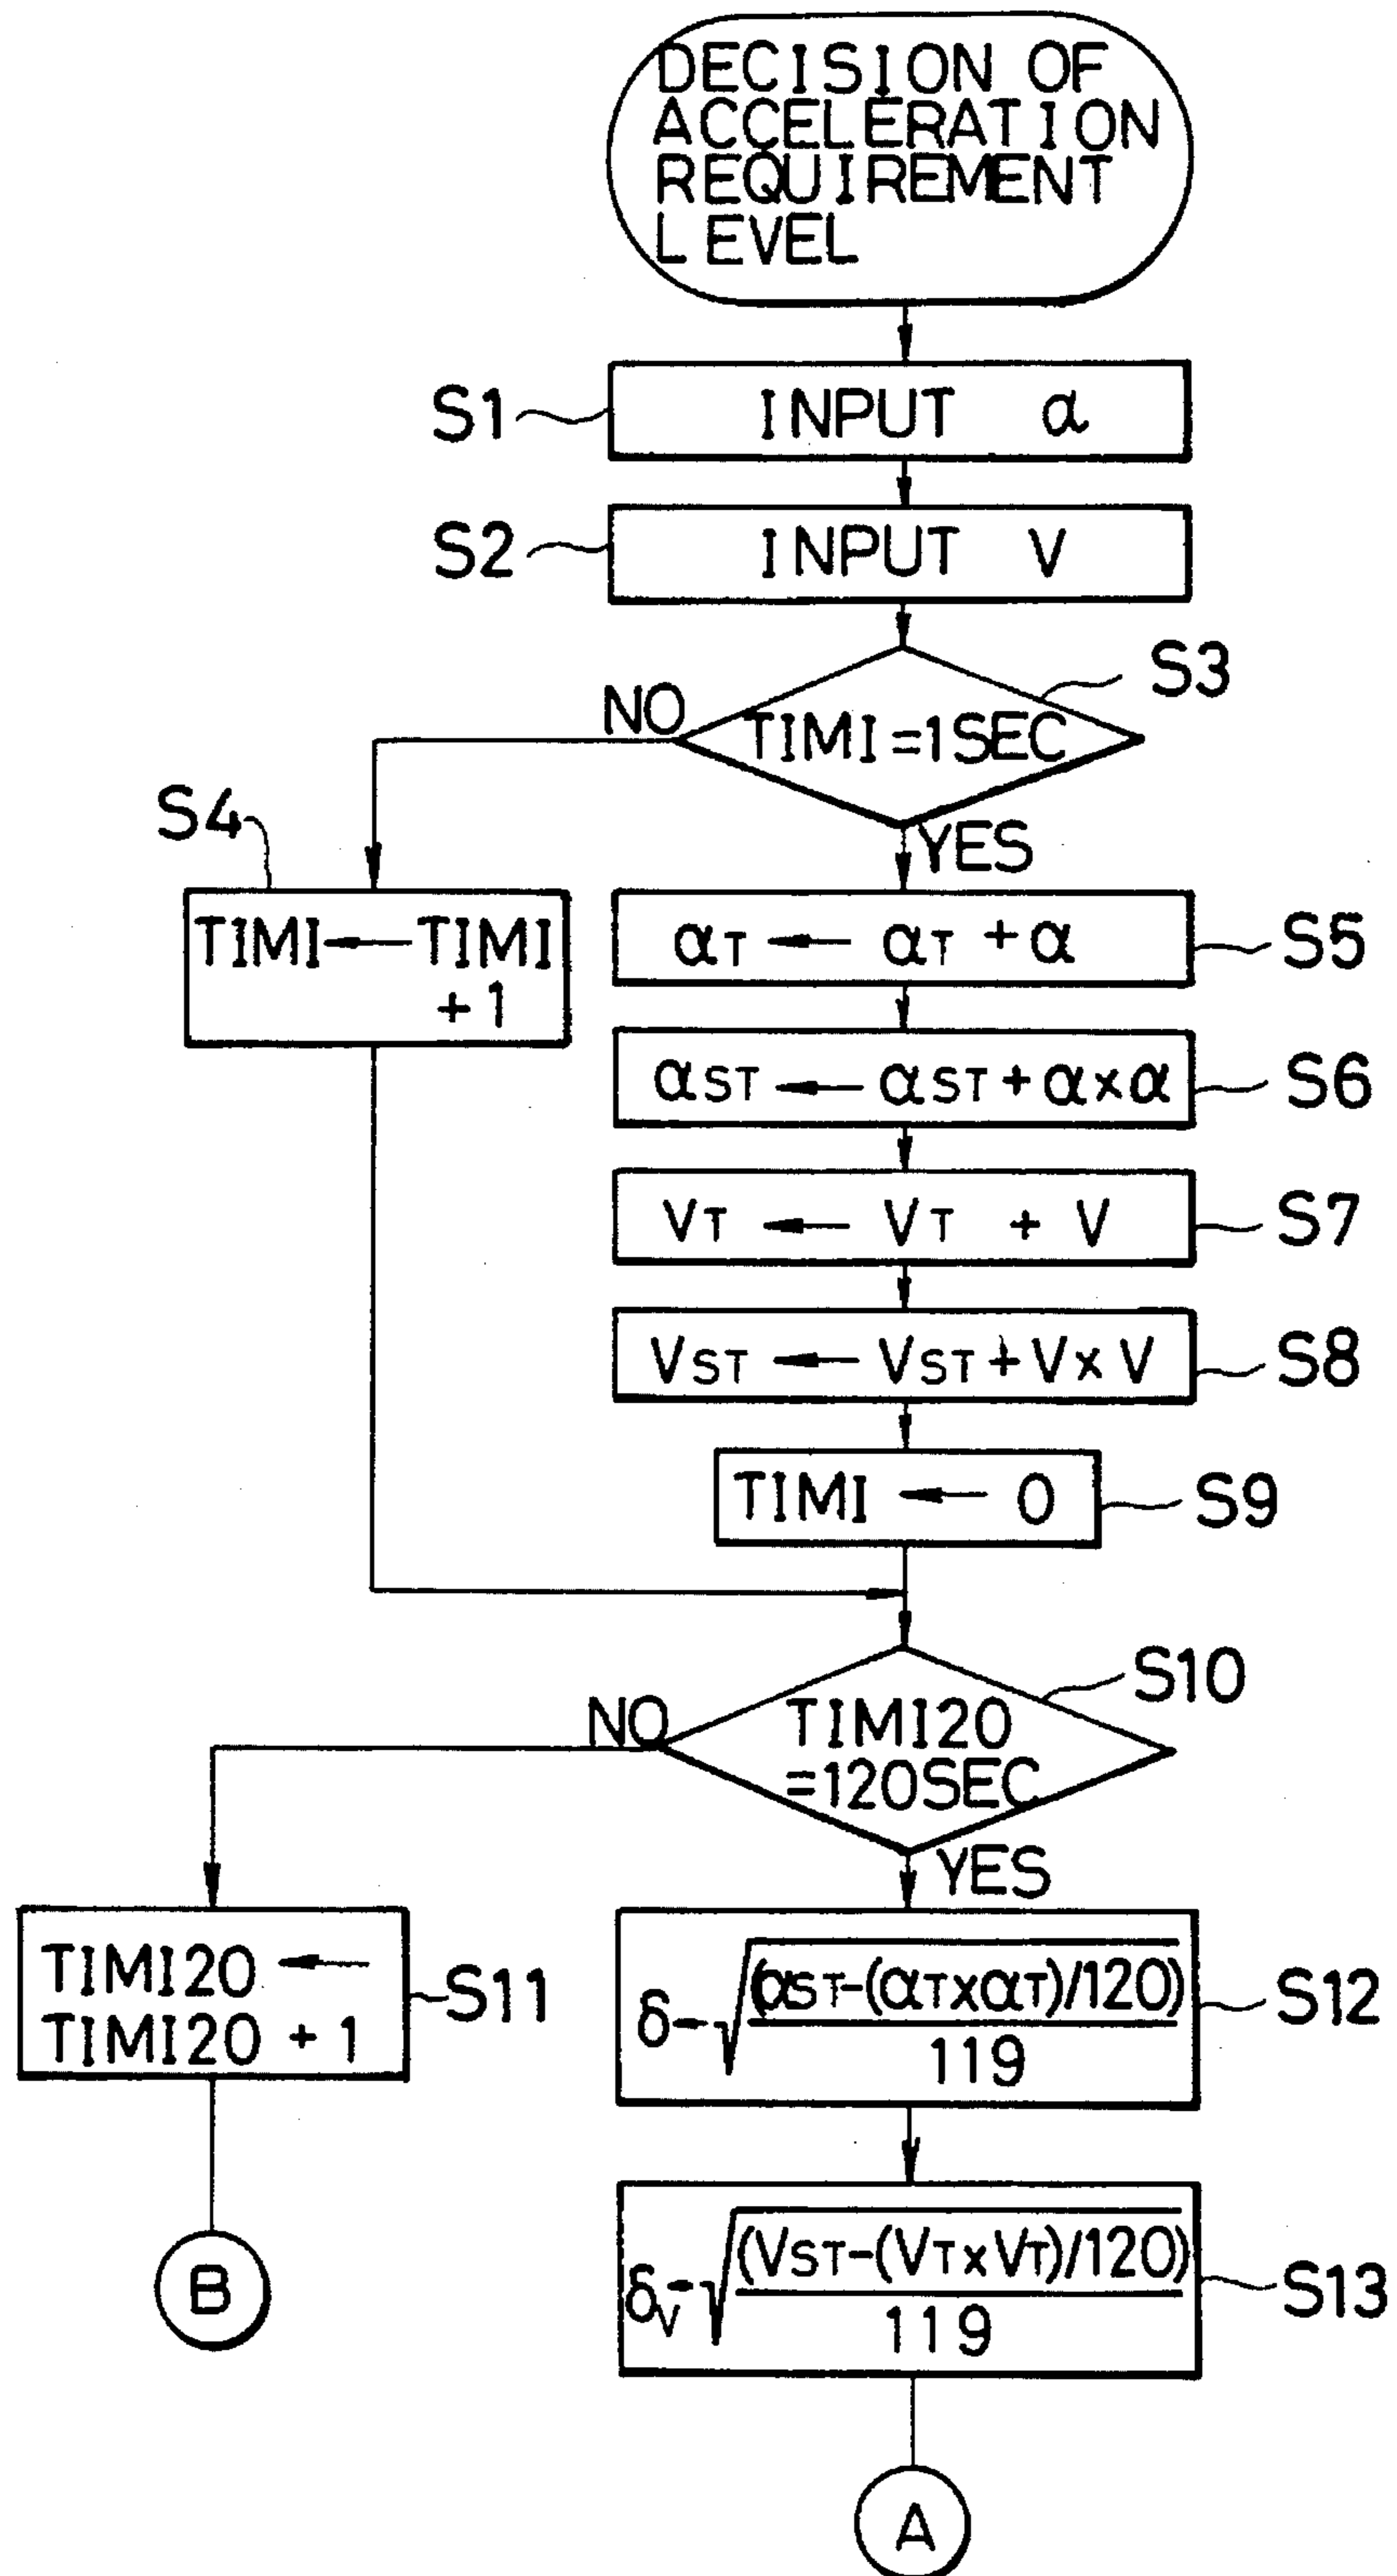 DECISION OF
ACCELERATION
REQUIREMENT
LEVEL
S1
INPUT α
S2
INPUT V
S3
NO
TIMI=1SEC
YES
S4
TIMI←TIMI
+1
αT ← αT +α
S5
αST ← αST+α×α
S6
VT ← VT + V
S7
VST ← VST+V×V
S8
TIMI ← 0
S9
S10
NO
TIMI20
=120SEC
YES
TIMI20 ←
TIMI20 +1
S11
δ←√(αST-(αT×αT)/120)
119
S12
δV←√(VST-(VT×VT)/120)
119
S13
B
A